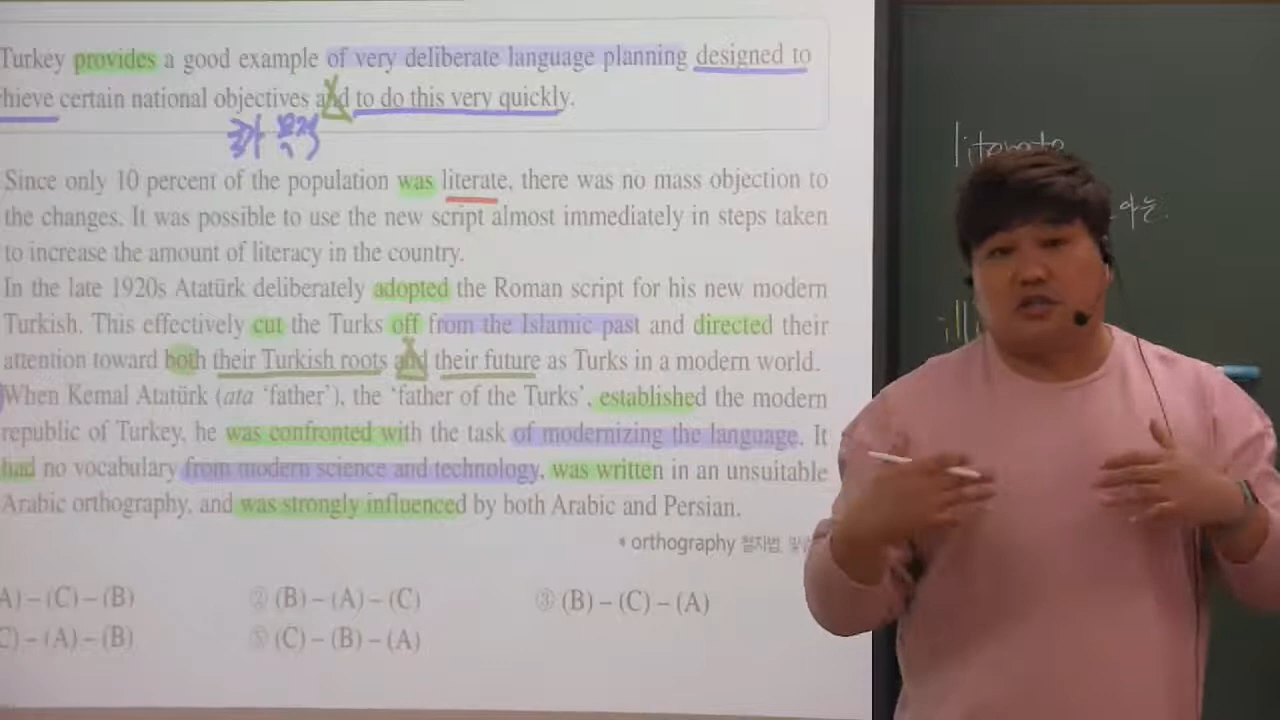 Turkey provides a good example of very deliberate language planning designed to
hieve certain national objectives and to do this very quickly.
Since only 10 percent of the population was literate, there was no mass objection to
the changes. It was possible to use the new script almost immediately in steps taken
to increase the amount of literacy in the country.
In the late 1920s Atatürk deliberately adopted the Roman script for his new modern
Turkish. This effectively cut the Turks off from the Islamic past and directed their
attention toward both their Turkish roots and their future as Turks in a modern world.
When Kemal Atatürk (ata ‘father’), the ‘father of the Turks’, established the modern
republic of Turkey, he was confronted with the task of modernizing the language. It
had no vocabulary from modern science and technology, was written in an unsuitable
Arabic orthography, and was strongly influenced by both Arabic and Persian.
* orthography 철자법,
A) – (C) – (B) ② (B) – (A) – (C) ③ (B) – (C) – (A)
C) – (A) – (B) ⑤ (C) – (B) – (A)
literate
아는
illi